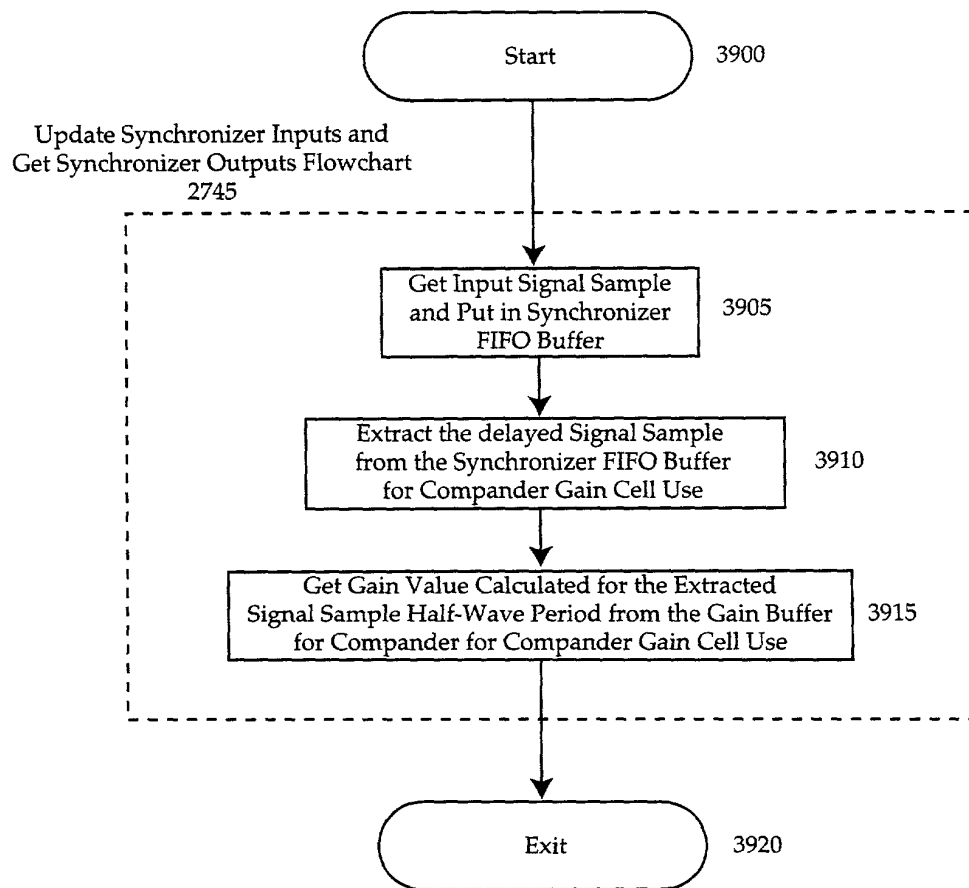 Start
3900
Update Synchronizer Inputs and
Get Synchronizer Outputs Flowchart
2745
Get Input Signal Sample
and Put in Synchronizer
FIFO Buffer
3905
Extract the delayed Signal Sample
from the Synchronizer FIFO Buffer
for Compander Gain Cell Use
3910
Get Gain Value Calculated for the Extracted
Signal Sample Half-Wave Period from the Gain Buffer
for Compander for Compander Gain Cell Use
3915
Exit
3920